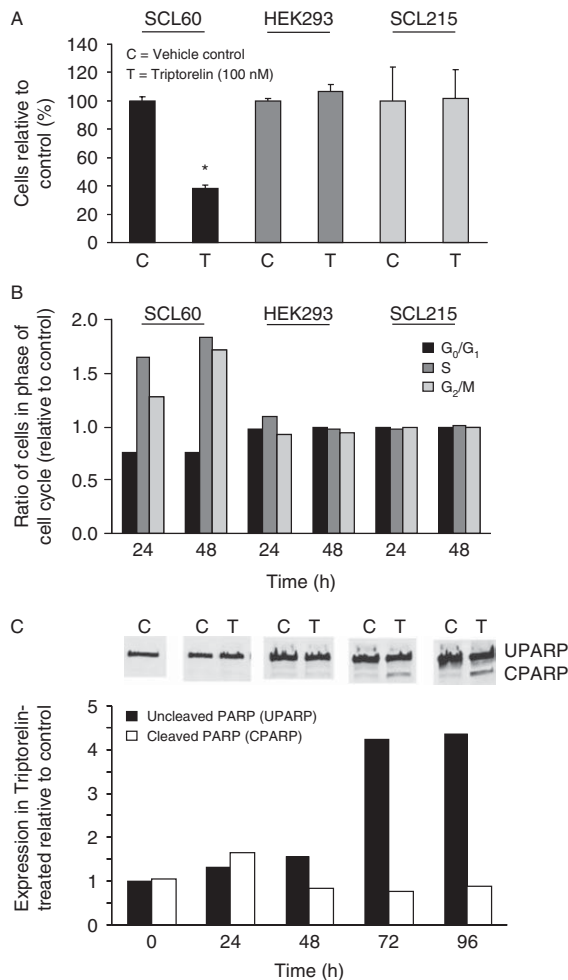 A
SCL60 HEK293 SCL215
C = Vehicle control
T = Triptorelin (100 nM)
Cells relative to
control (%)
140
120
100
80
60
40
20
0
*
C T C T C T
B
SCL60 HEK293 SCL215
G0/G1
S
G2/M
Ratio of cells in phase of
cell cycle (relative to control)
2.0
1.5
1.0
0.5
0.0
24 48 24 48 24 48
Time (h)
C
C C T C T C T C T
UPARP
CPARP
Uncleaved PARP (UPARP)
Cleaved PARP (CPARP)
Expression in Triptorelin-
treated relative to control
5
4
3
2
1
0
0 24 48 72 96
Time (h)